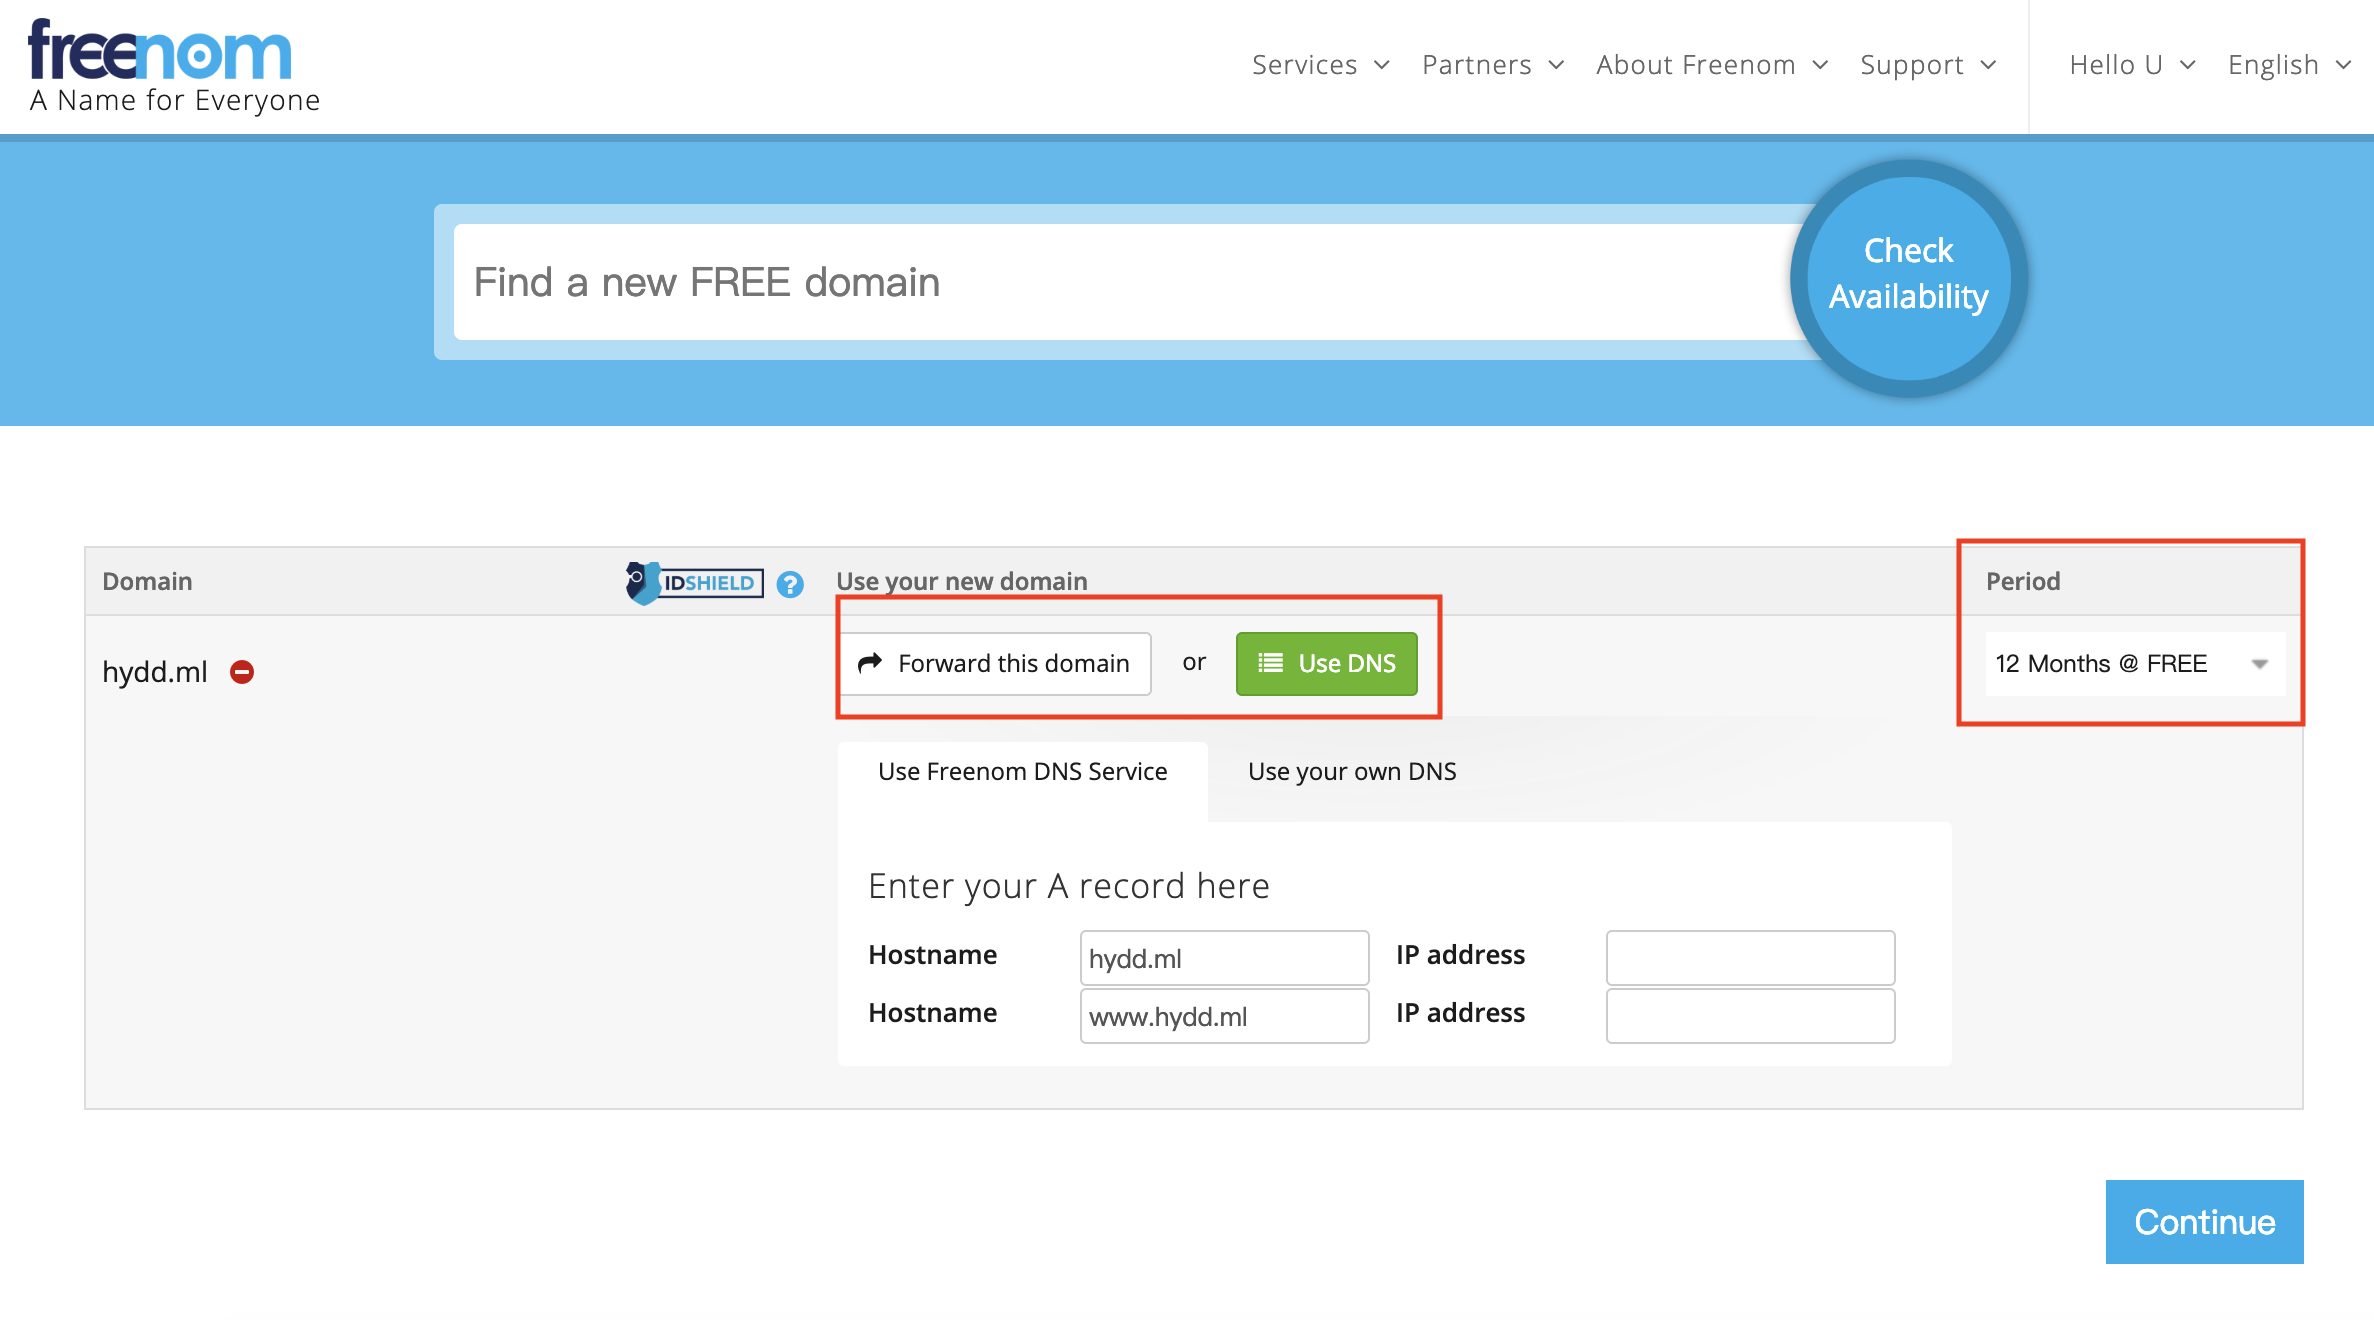 freenom
A Name for Everyone
Services Partners About Freenom Support Hello U English
Find a new FREE domain
Check
Availability
Domain IDSHIELD ? Use your new domain Period
hydd.ml Forward this domain or Use DNS 12 Months @ FREE
Use Freenom DNS Service Use your own DNS
Enter your A record here
Hostname hydd.ml IP address
Hostname www.hydd.ml IP address
Continue